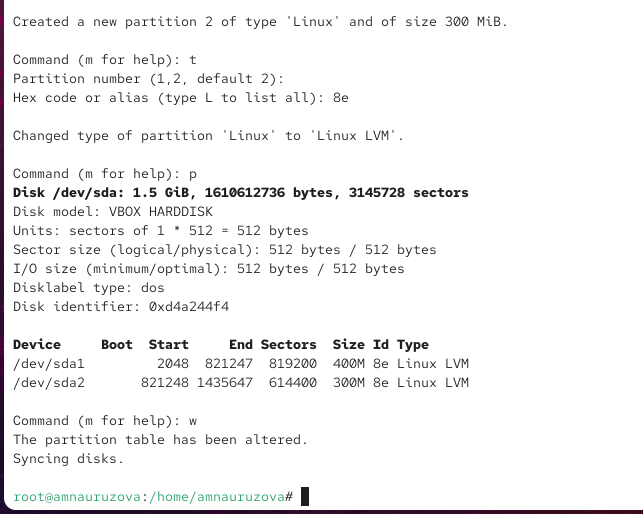 Created a new partition 2 of type 'Linux' and of size 300 MiB.
Command (m for help): t
Partition number (1,2, default 2):
Hex code or alias (type L to list all): 8e
Changed type of partition 'Linux' to 'Linux LVM'.
Command (m for help): p
Disk /dev/sda: 1.5 GiB, 1610612736 bytes, 3145728 sectors
Disk model: VBOX HARDDISK
Units: sectors of 1 * 512 = 512 bytes
Sector size (logical/physical): 512 bytes / 512 bytes
I/O size (minimum/optimal): 512 bytes / 512 bytes
Disklabel type: dos
Disk identifier: 0xd4a244f4
Device     Boot  Start     End Sectors  Size Id Type
/dev/sda1         2048  821247  819200  400M 8e Linux LVM
/dev/sda2       821248 1435647  614400  300M 8e Linux LVM
Command (m for help): w
The partition table has been altered.
Syncing disks.
root@amnauruzova:/home/amnauruzova#